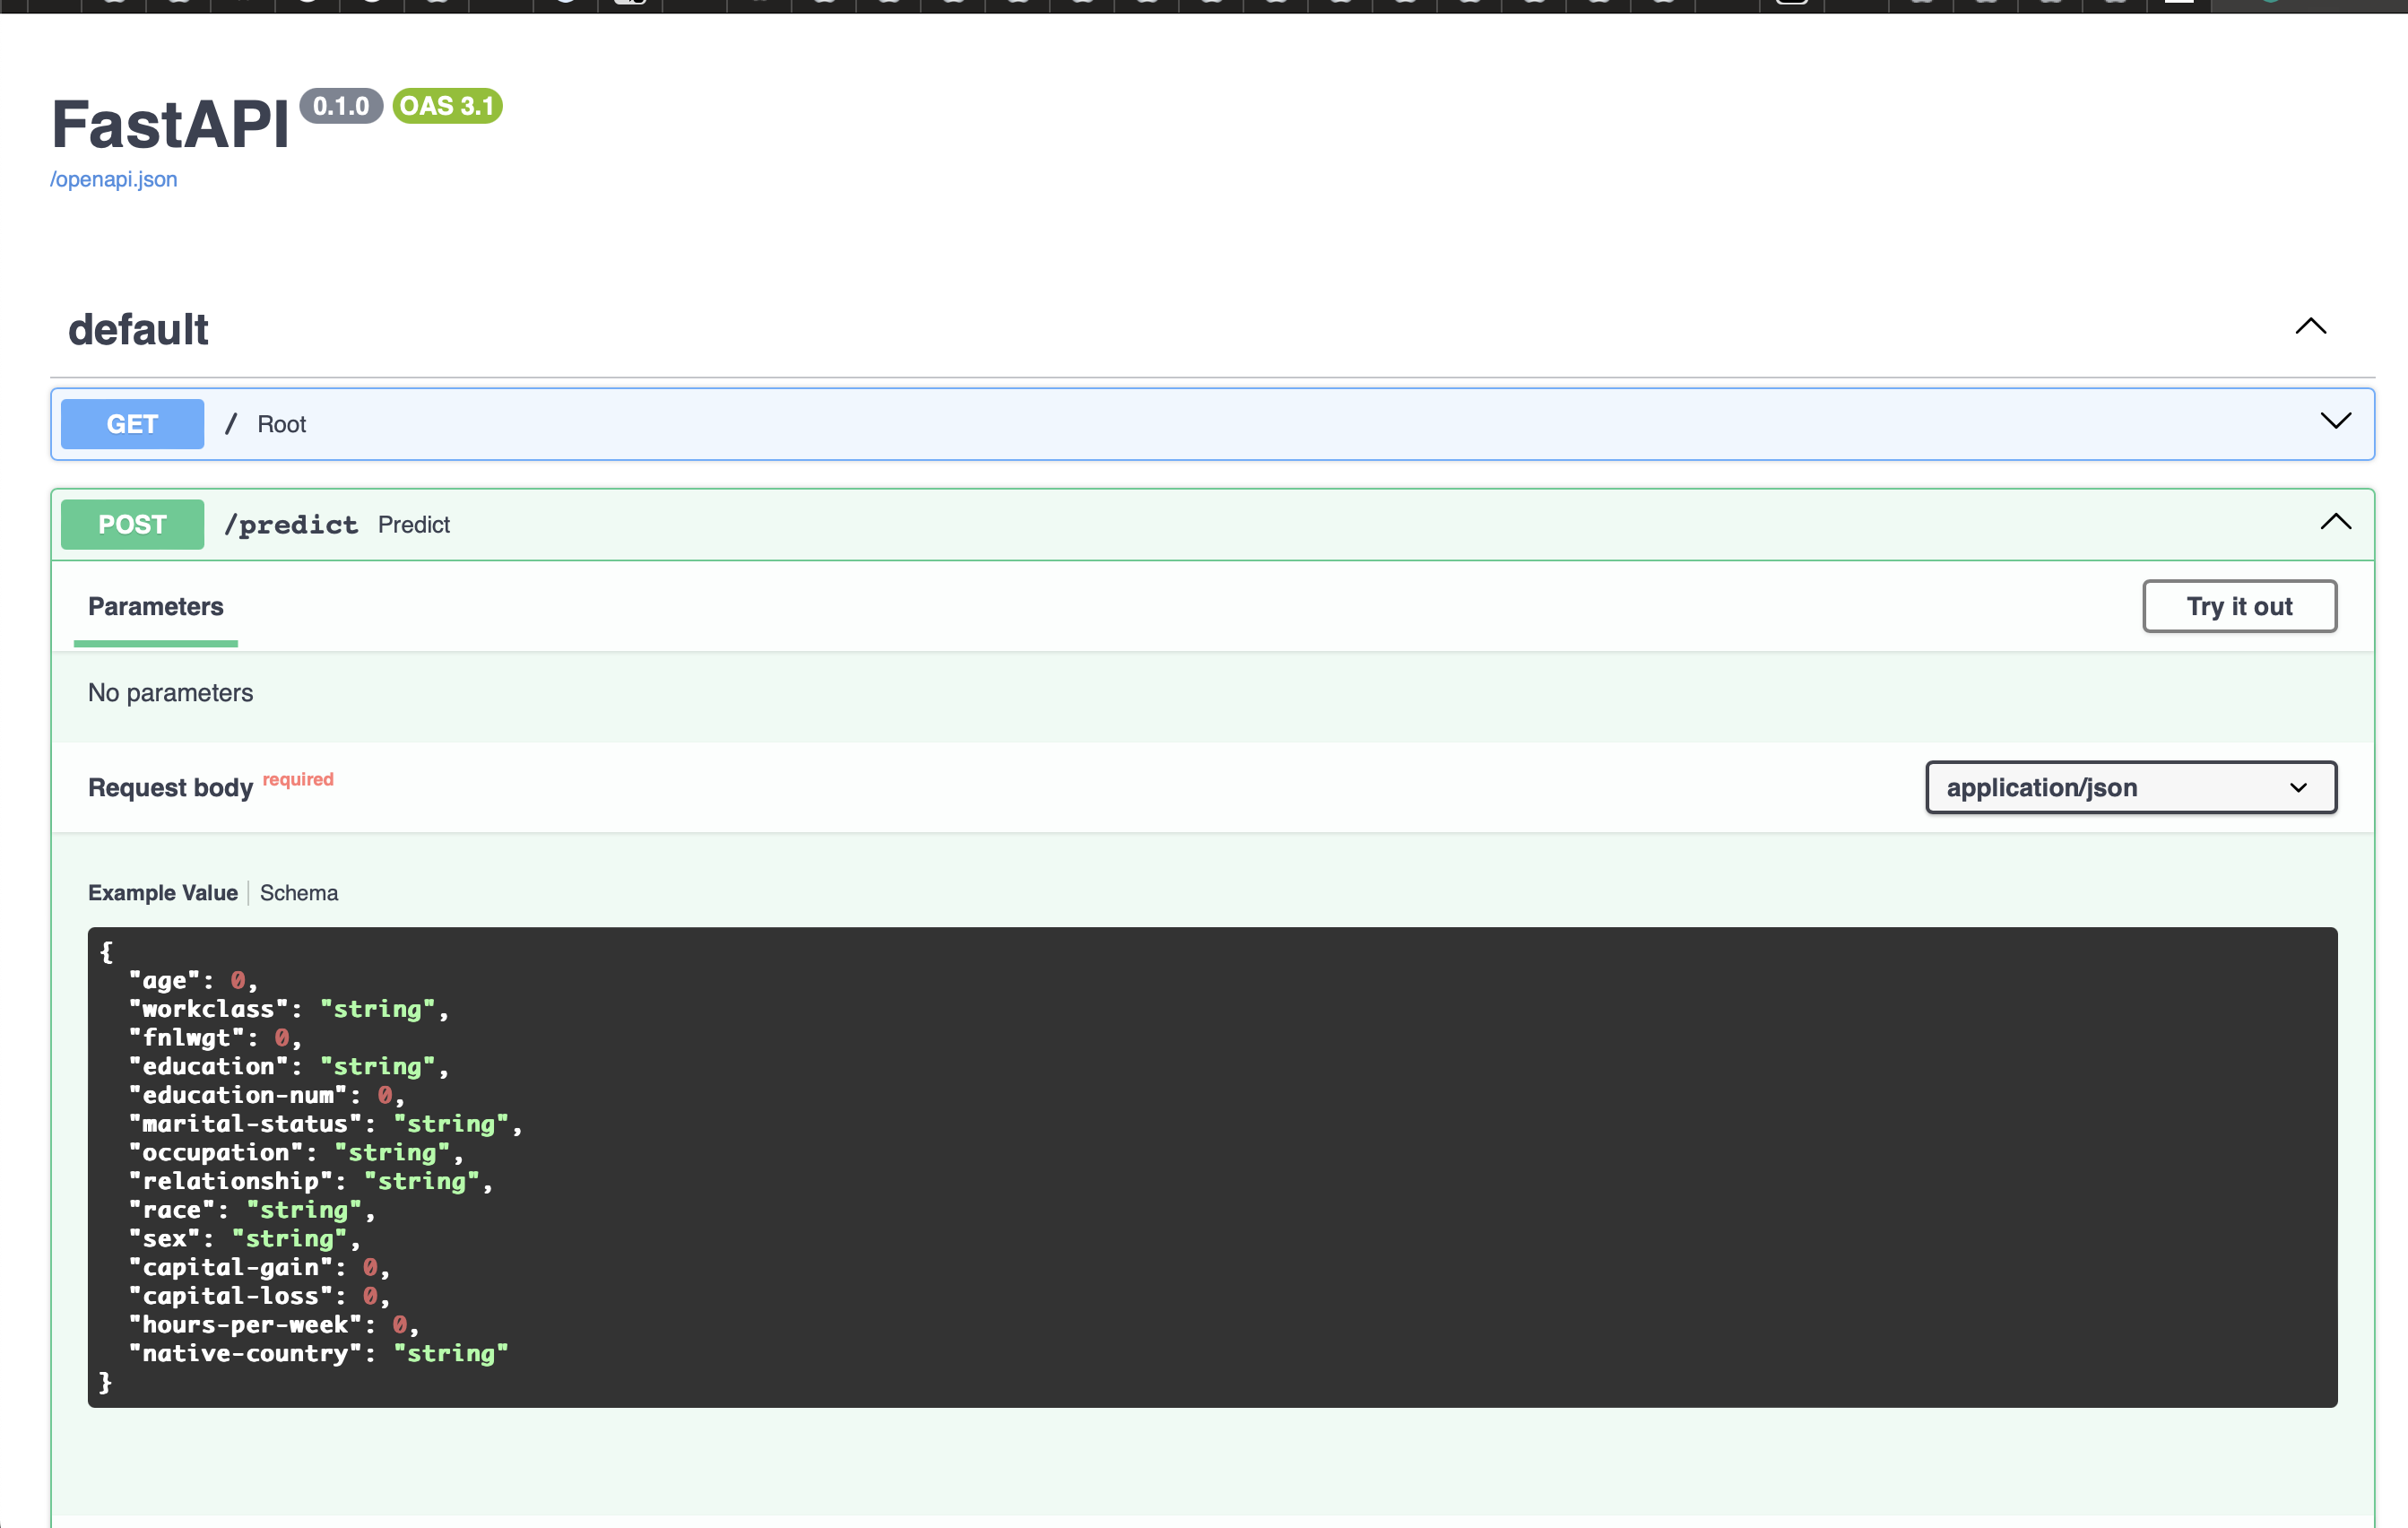 FastAPI 0.1.0 OAS 3.1
/openapi.json
default
GET / Root
POST /predict Predict
Parameters
Try it out
No parameters
Request body required
application/json
Example Value Schema
{
"age": 0,
"workclass": "string",
"fnlwgt": 0,
"education": "string",
"education-num": 0,
"marital-status": "string",
"occupation": "string",
"relationship": "string",
"race": "string",
"sex": "string",
"capital-gain": 0,
"capital-loss": 0,
"hours-per-week": 0,
"native-country": "string"
}